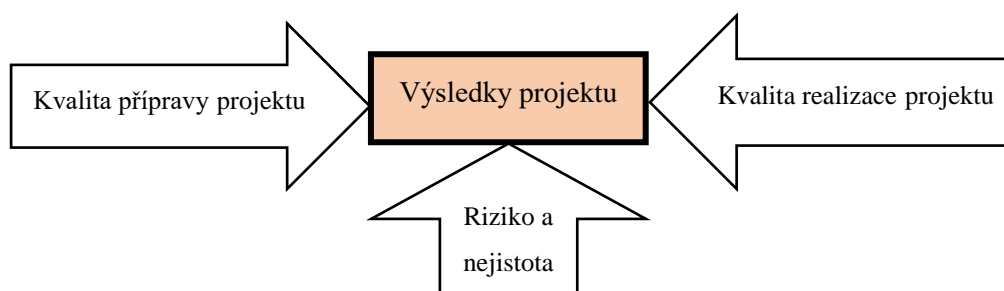 Kvalita přípravy projektu
Výsledky projektu
Kvalita realizace projektu
Riziko a
nejistota